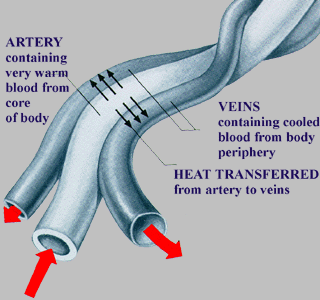 ARTERY
containing
very warm
blood from
core
of body
VEINS
containing cooled
blood from body
periphery
HEAT TRANSFERRED
from artery to veins